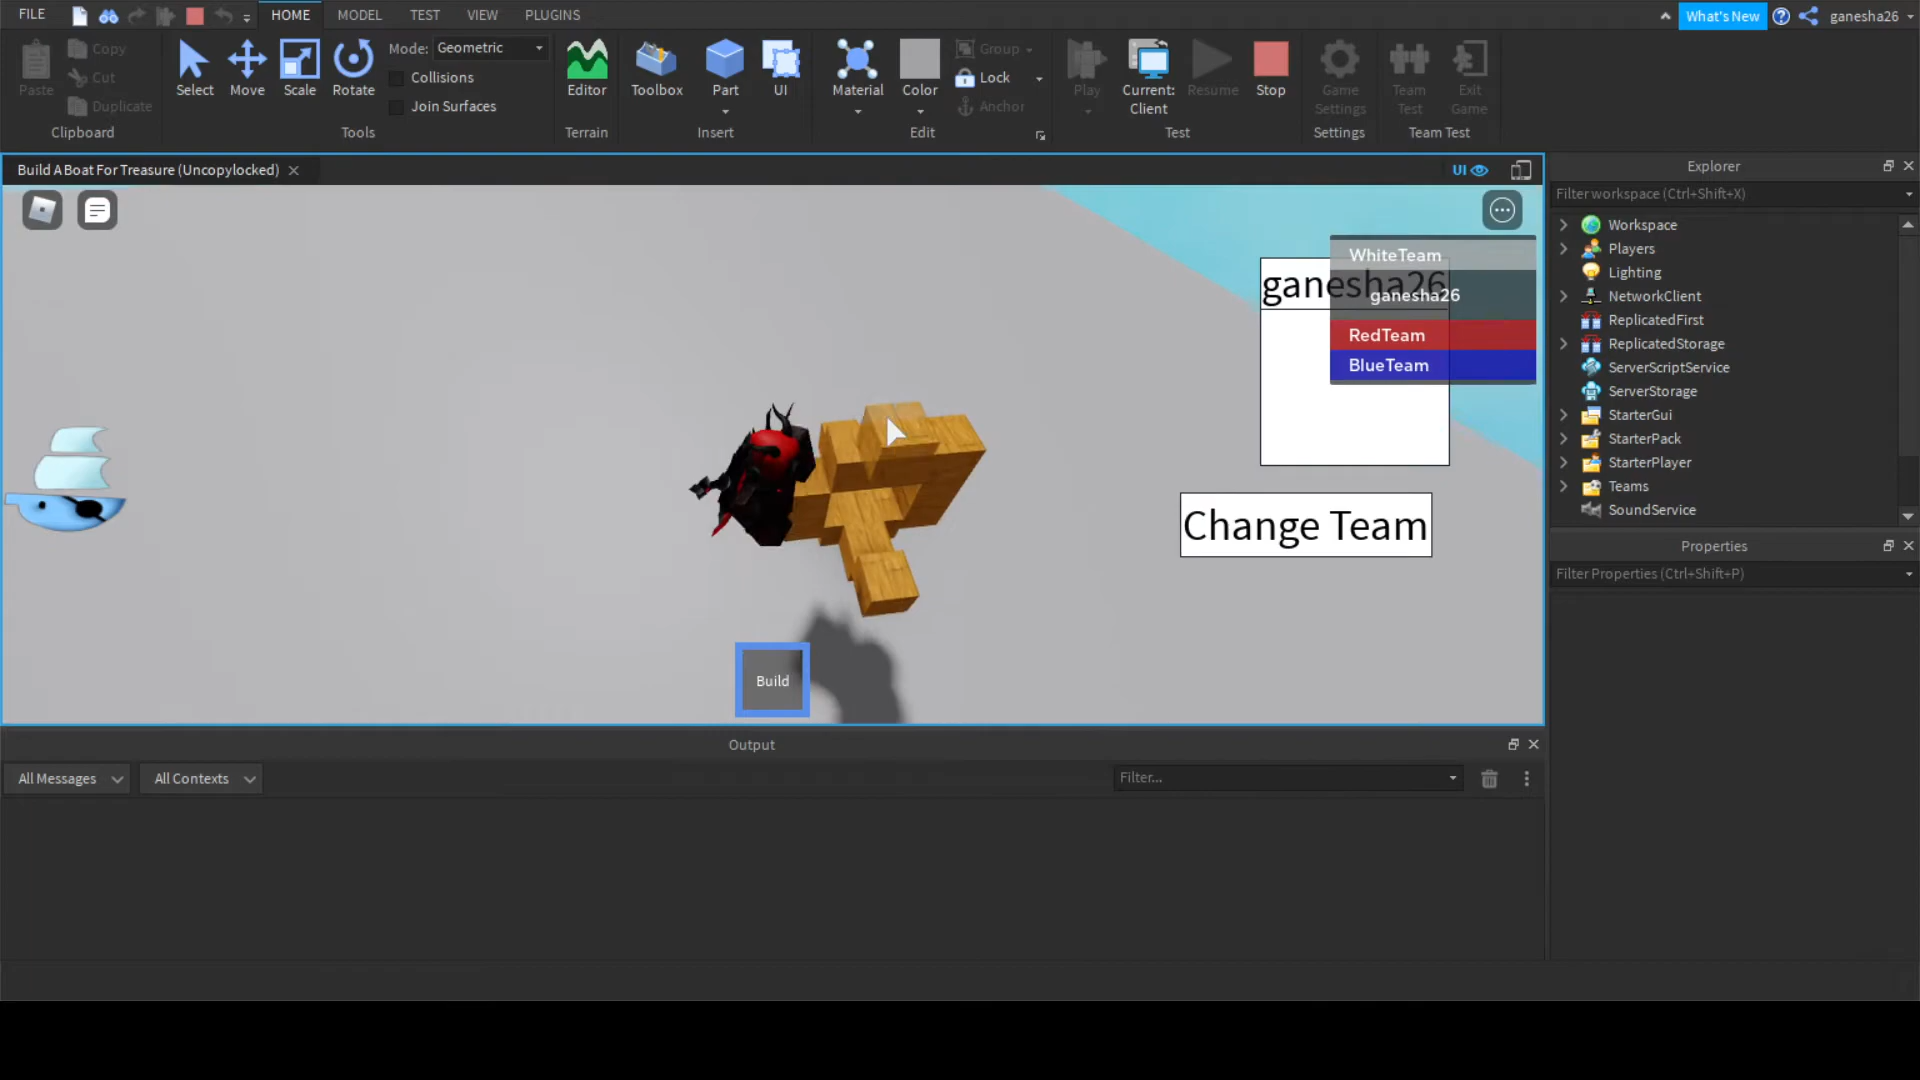 FILE
HOME
MODEL
TEST
VIEW
PLUGINS
What's New
ganesha26
Paste
Copy
Cut
Duplicate
Clipboard
Select
Move
Scale
Rotate
Mode: Geometric
Collisions
Join Surfaces
Tools
Editor
Terrain
Toolbox
Part
UI
Insert
Material
Color
Group
Lock
Anchor
Edit
Play
Current:
Client
Resume
Stop
Test
Game
Settings
Settings
Team
Test
Exit
Game
Team Test
Build A Boat For Treasure (Uncopylocked)
UI
WhiteTeam
ganesha26
ganesha26
RedTeam
BlueTeam
Change Team
Build
Explorer
Filter workspace (Ctrl+Shift+X)
Workspace
Players
Lighting
NetworkClient
ReplicatedFirst
ReplicatedStorage
ServerScriptService
ServerStorage
StarterGui
StarterPack
StarterPlayer
Teams
SoundService
Properties
Filter Properties (Ctrl+Shift+P)
Output
All Messages
All Contexts
Filter...